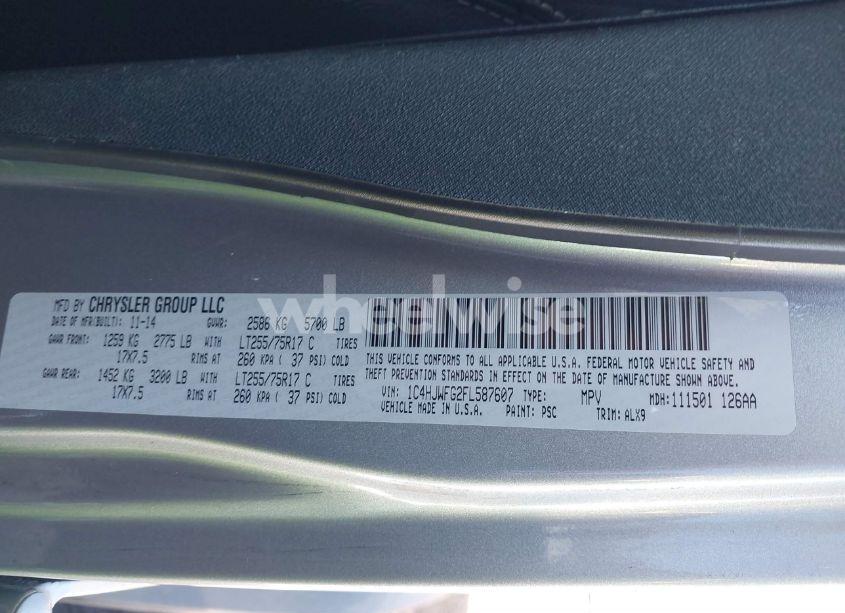 MFD BY CHRYSLER GROUP LLC
DATE OF MFR(BUILT): 11-14 GVWR: 2586 KG 5700 LB
GAWR FRONT: 1259 KG 2775 LB WITH LT255/75R17 C TIRES
17X7.5 RIMS AT 260 KPA ( 37 PSI) COLD
GAWR REAR: 1452 KG 3200 LB WITH LT255/75R17 C TIRES
17X7.5 RIMS AT 260 KPA ( 37 PSI) COLD
THIS VEHICLE CONFORMS TO ALL APPLICABLE U.S.A. FEDERAL MOTOR VEHICLE SAFETY AND
THEFT PREVENTION STANDARDS IN EFFECT ON THE DATE OF MANUFACTURE SHOWN ABOVE.
VIN: 1C4HJWFG2FL587607 TYPE: MPV MDH: 111501 126AA
VEHICLE MADE IN U.S.A. PAINT: PSC TRIM: ALX9
wheelwise